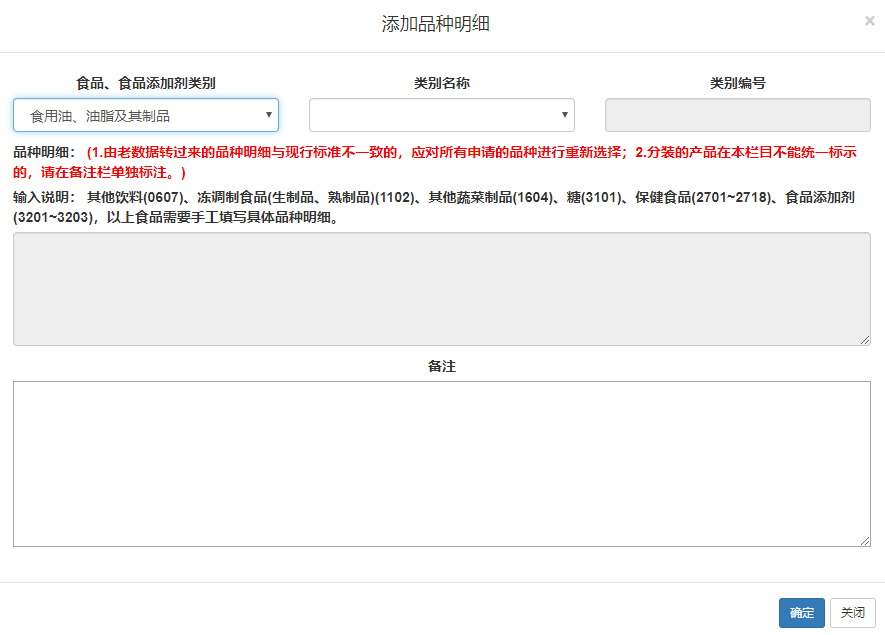 添加品种明细
×
食品、食品添加剂类别
类别名称
类别编号
食用油、油脂及其制品
品种明细： (1.由老数据转过来的品种明细与现行标准不一致的，应对所有申请的品种进行重新选择；2.分装的产品在本栏目不能统一标示
的，请在备注栏单独标注。)
输入说明： 其他饮料(0607)、冻调制食品(生制品、熟制品)(1102)、其他蔬菜制品(1604)、糖(3101)、保健食品(2701~2718)、食品添加剂
(3201~3203)，以上食品需要手工填写具体品种明细。
备注
确定
关闭